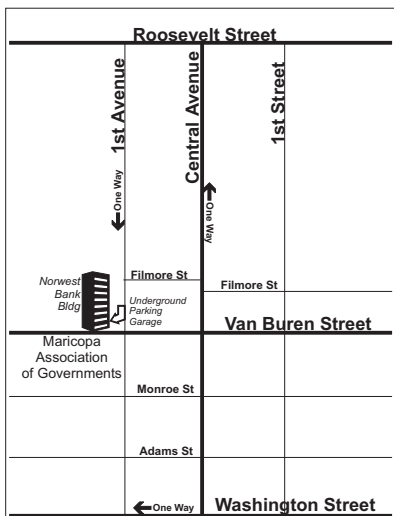 Roosevelt Street
1st Avenue
Central Avenue
1st Street
One Way
One Way
Filmore St
Filmore St
Norwest
Bank
Bldg
Underground
Parking
Garage
Van Buren Street
Maricopa
Association
of Governments
Monroe St
Adams St
One Way
Washington Street